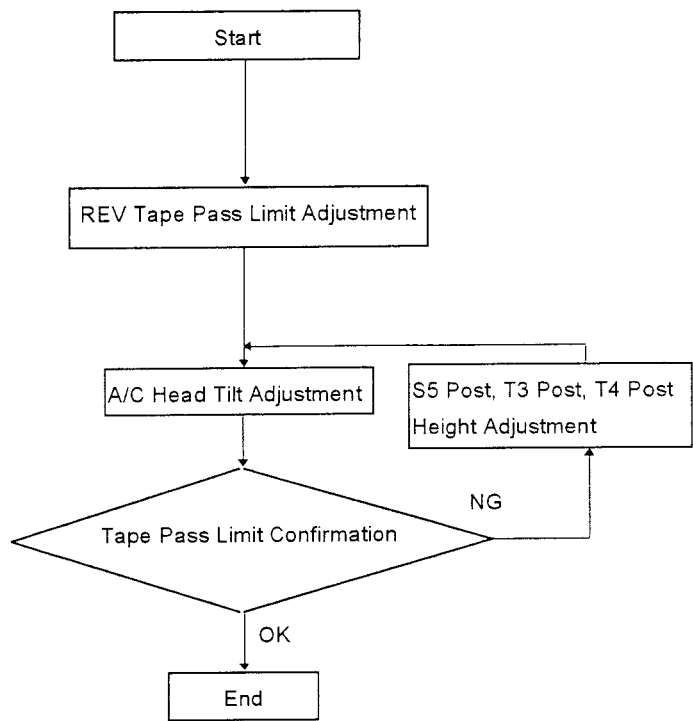 Start
REV Tape Pass Limit Adjustment
A/C Head Tilt Adjustment
S5 Post, T3 Post, T4 Post
Height Adjustment
NG
Tape Pass Limit Confirmation
OK
End